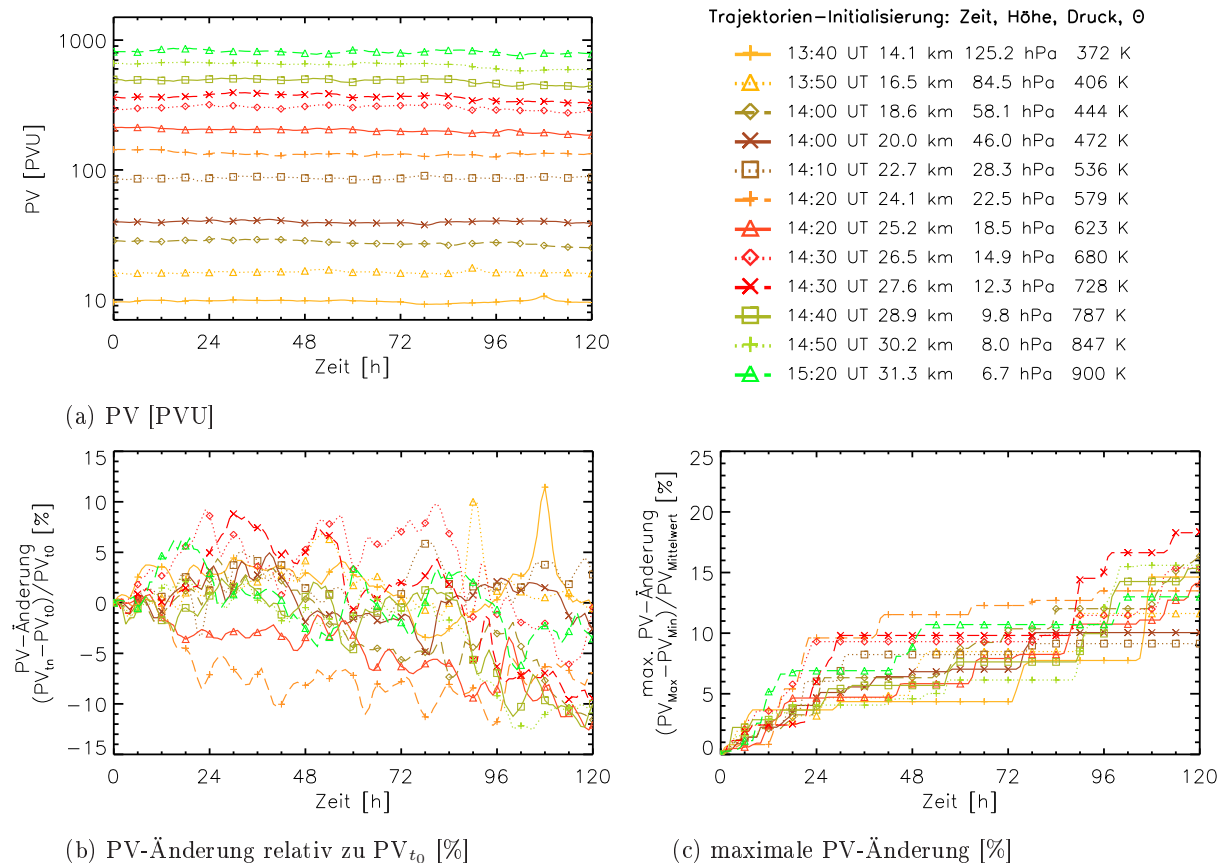 1000
100
10
PV [PVU]
0 24 48 72 96 120
Zeit [h]
(a) PV [PVU]
Trajektorien−Initialisierung: Zeit, Höhe, Druck, Θ
13:40 UT 14.1 km 125.2 hPa 372 K
13:50 UT 16.5 km 84.5 hPa 406 K
14:00 UT 18.6 km 58.1 hPa 444 K
14:00 UT 20.0 km 46.0 hPa 472 K
14:10 UT 22.7 km 28.3 hPa 536 K
14:20 UT 24.1 km 22.5 hPa 579 K
14:20 UT 25.2 km 18.5 hPa 623 K
14:30 UT 26.5 km 14.9 hPa 680 K
14:30 UT 27.6 km 12.3 hPa 728 K
14:40 UT 28.9 km 9.8 hPa 787 K
14:50 UT 30.2 km 8.0 hPa 847 K
15:20 UT 31.3 km 6.7 hPa 900 K
15
10
5
0
−5
−10
−15
PV−Änderung
(PVtn−PVt0)/PVt0 [%]
0 24 48 72 96 120
Zeit [h]
(b) PV-Änderung relativ zu PVt0 [%]
25
20
15
10
5
0
max. PV−Änderung
(PVMax−PVMin)/PVMittelwert [%]
0 24 48 72 96 120
Zeit [h]
(c) maximale PV-Änderung [%]